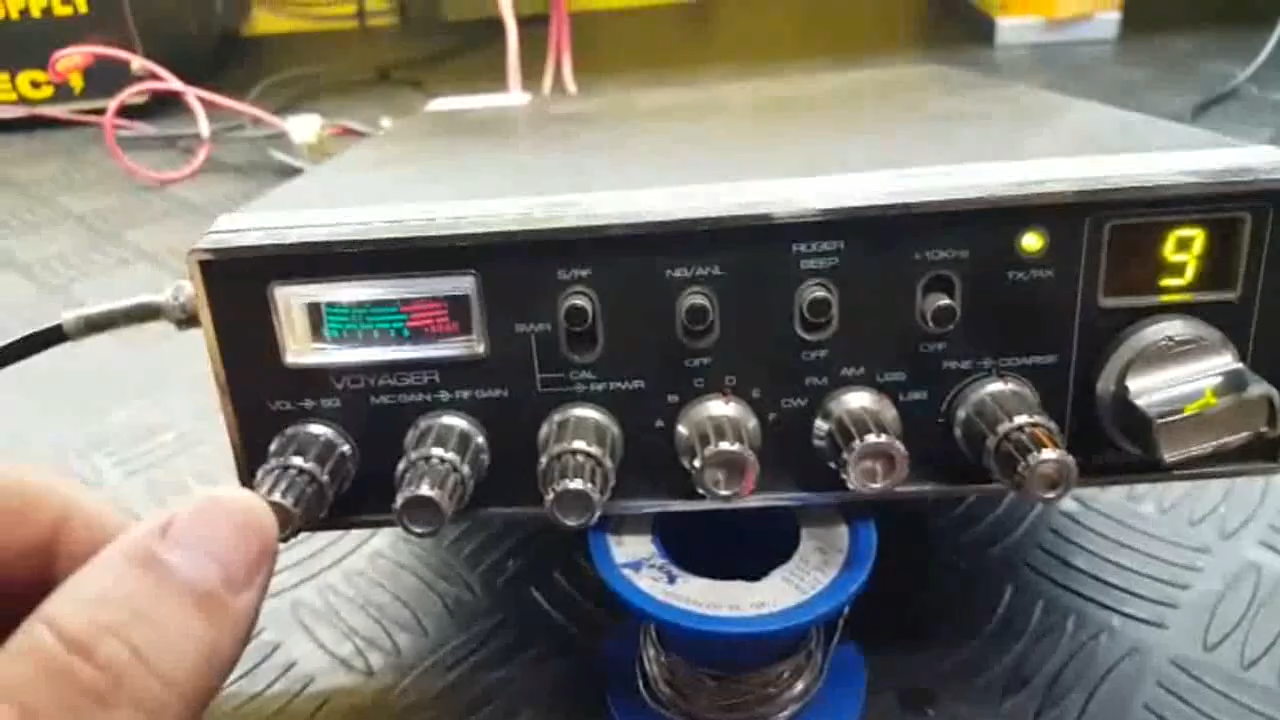 SUPPLY
S/RF
NB/ANL
ROGER
BEEP
+10KHz
TX/RX
9
SWR
OFF
OFF
OFF
CAL
RF PWR
VOYAGER
VOL SQ
MIC GAIN RF GAIN
A B C D E F
CW FM AM USB LSB
FINE COARSE